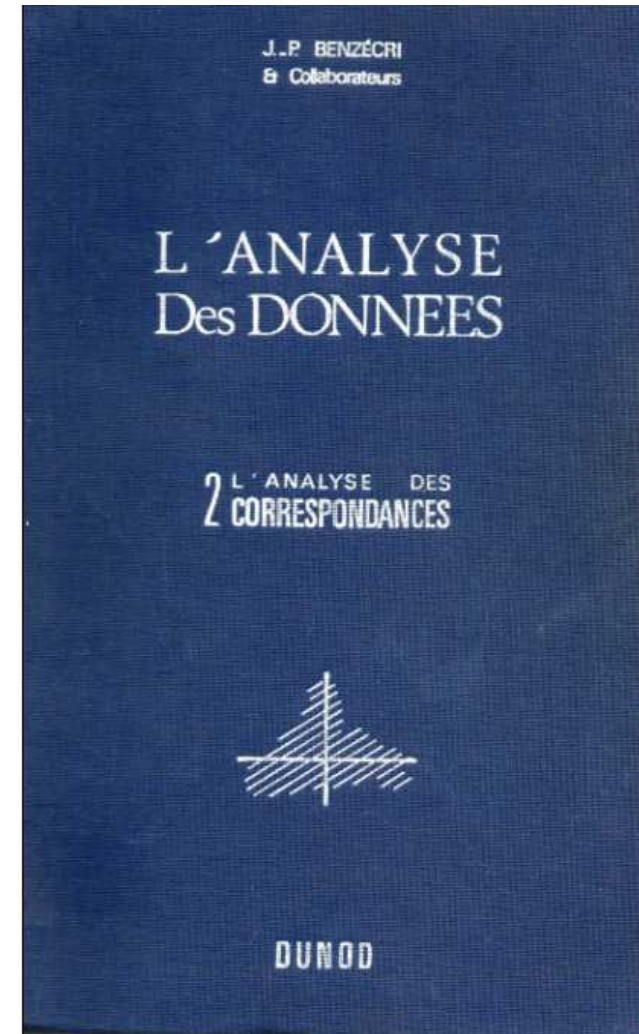 J.-P. BENZÉCRI
& Collaborateurs
L'ANALYSE
Des DONNEES
2 L'ANALYSE DES
CORRESPONDANCES
DUNOD